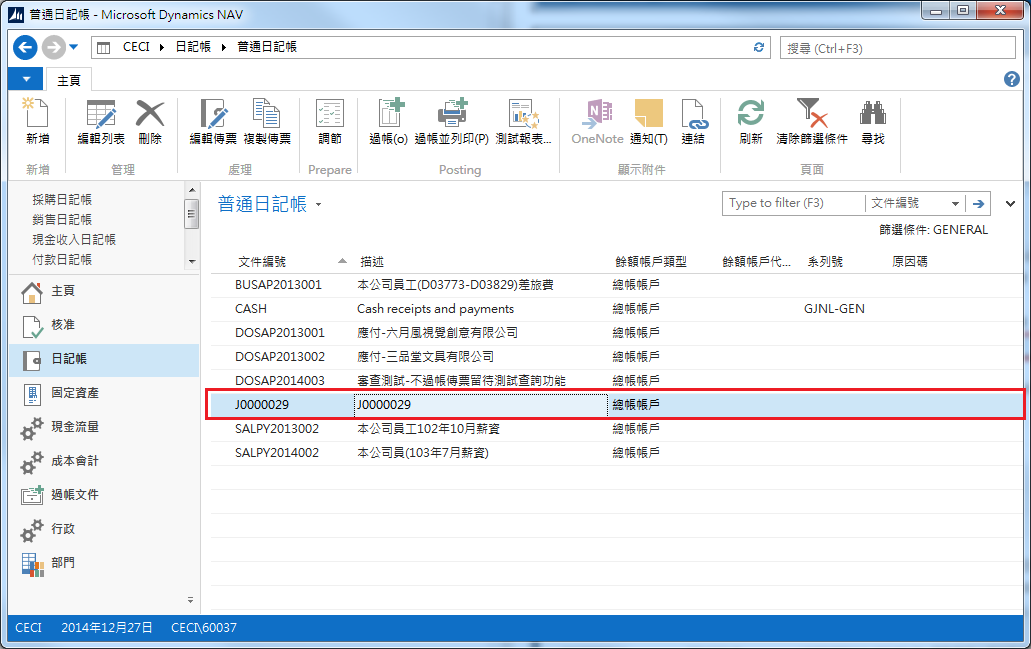 普通日記帳 - Microsoft Dynamics NAV
CECI ▸ 日記帳 ▸ 普通日記帳
搜尋 (Ctrl+F3)
主頁
新增 編輯列表 刪除 編輯傳票 複製傳票 調節 過帳(o) 過帳並列印(P) 測試報表... OneNote 通知(T) 連結 刷新 清除篩選條件 尋找
新增 管理 處理 Prepare Posting 顯示附件 頁面
採購日記帳
銷售日記帳
現金收入日記帳
付款日記帳
主頁
核准
日記帳
固定資產
現金流量
成本會計
過帳文件
行政
部門
普通日記帳
Type to filter (F3) 文件編號
篩選條件: GENERAL
文件編號 描述 餘額帳戶類型 餘額帳戶代... 系列號 原因碼
BUSAP2013001 本公司員工(D03773-D03829)差旅費 總帳帳戶
CASH Cash receipts and payments 總帳帳戶 GJNL-GEN
DOSAP2013001 應付-六月風視覺創意有限公司 總帳帳戶
DOSAP2013002 應付-三品堂文具有限公司 總帳帳戶
DOSAP2014003 審查測試-不過帳傳票留待測試查詢功能 總帳帳戶
J0000029 J0000029 總帳帳戶
SALPY2013002 本公司員工102年10月薪資 總帳帳戶
SALPY2014002 本公司員(103年7月薪資) 總帳帳戶
CECI 2014年12月27日 CECI\60037